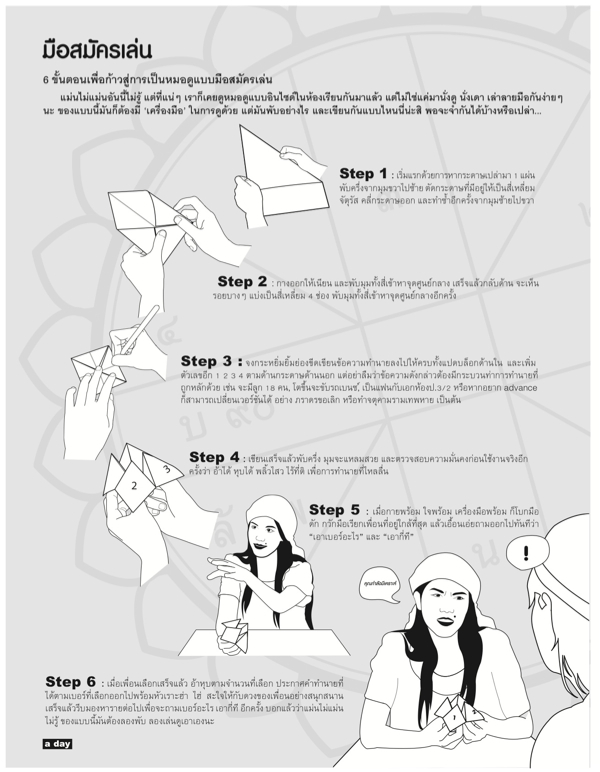 มือสมัครเล่น
6 ขั้นตอนเพื่อก้าวสู่การเป็นหมอดูแบบมือสมัครเล่น
แม่นไม่แม่นอันนี้ไม่รู้ แต่ที่แน่ๆ เราก็เคยดูหมอดูแบบอินไซด์ในห้องเรียนกันมาแล้ว แต่ไม่ใช่แค่มานั่งดู นั่งเดา เล่าลายมือกันง่ายๆ
นะ ของแบบนี้มันก็ต้องมี ‘เครื่องมือ’ ในการดูด้วย แต่มันพับอย่างไร และเขียนกันแบบไหนนี่น่ะสิ พอจะจำกันได้บ้างหรือเปล่า...
Step 1 : เริ่มแรกด้วยการหากระดาษเปล่ามา 1 แผ่น
พับครึ่งจากมุมขวาไปซ้าย ตัดกระดาษที่มีอยู่ให้เป็นสี่เหลี่ยม
จัตุรัส คลี่กระดาษออก และทำซ้ำอีกครั้งจากมุมซ้ายไปขวา
Step 2 : กางออกให้เนียน และพับมุมทั้งสี่เข้าหาจุดศูนย์กลาง เสร็จแล้วกลับด้าน จะเห็น
รอยบางๆ แบ่งเป็นสี่เหลี่ยม 4 ช่อง พับมุมทั้งสี่เข้าหาจุดศูนย์กลางอีกครั้ง
Step 3 : จงกระหยิ่มยิ้มย่องขีดเขียนข้อความทำนายลงไปให้ครบทั้งแปดบล็อกด้านใน และเพิ่ม
ตัวเลขอีก 1 2 3 4 ตามด้านกระดาษด้านนอก แต่อย่าลืมว่าข้อความดังกล่าวต้องมีกระบวนท่าการทำนายที่
ถูกหลักด้วย เช่น จะมีลูก 18 คน, โตขึ้นจะขับรถเบนซ์, เป็นแฟนกับเอกห้องป.3/2 หรือหากอยาก advance
ก็สามารถเปลี่ยนเวอร์ชันได้ อย่าง ภราดรขอเลิก หรือทำจตุคามรามเทพหาย เป็นต้น
Step 4 : เขียนเสร็จแล้วพับครึ่ง มุมจะแหลมสวย และตรวจสอบความมั่นคงก่อนใช้งานจริงอีก
ครั้งว่า อ้าได้ หุบได้ พลิ้วไสว ไร้ที่ติ เพื่อการทำนายที่ไหลลื่น
3
2
Step 5 : เมื่อกายพร้อม ใจพร้อม เครื่องมือพร้อม ก็โบกมือ
ดัก กวักมือเรียกเพื่อนที่อยู่ใกล้ที่สุด แล้วเอื้อนเอ่ยถามออกไปทันทีว่า
“เอาเบอร์อะไร” และ “เอากี่ที”
!
คุณกำลังมีเคราะห์
1
Step 6 : เมื่อเพื่อนเลือกเสร็จแล้ว อ้าหุบตามจำนวนที่เลือก ประกาศคำทำนายที่
ได้ตามเบอร์ที่เลือกออกไปพร้อมหัวเราะฮ่า โฮ่ สะใจให้กับดวงของเพื่อนอย่างสนุกสนาน
เสร็จแล้วรีบมองหารายต่อไปเพื่อจะถามเบอร์อะไร เอากี่ที อีกครั้ง บอกแล้วว่าแม่นไม่แม่น
ไม่รู้ ของแบบนี้มันต้องลองพับ ลองเล่นดูเอาเองนะ
a day